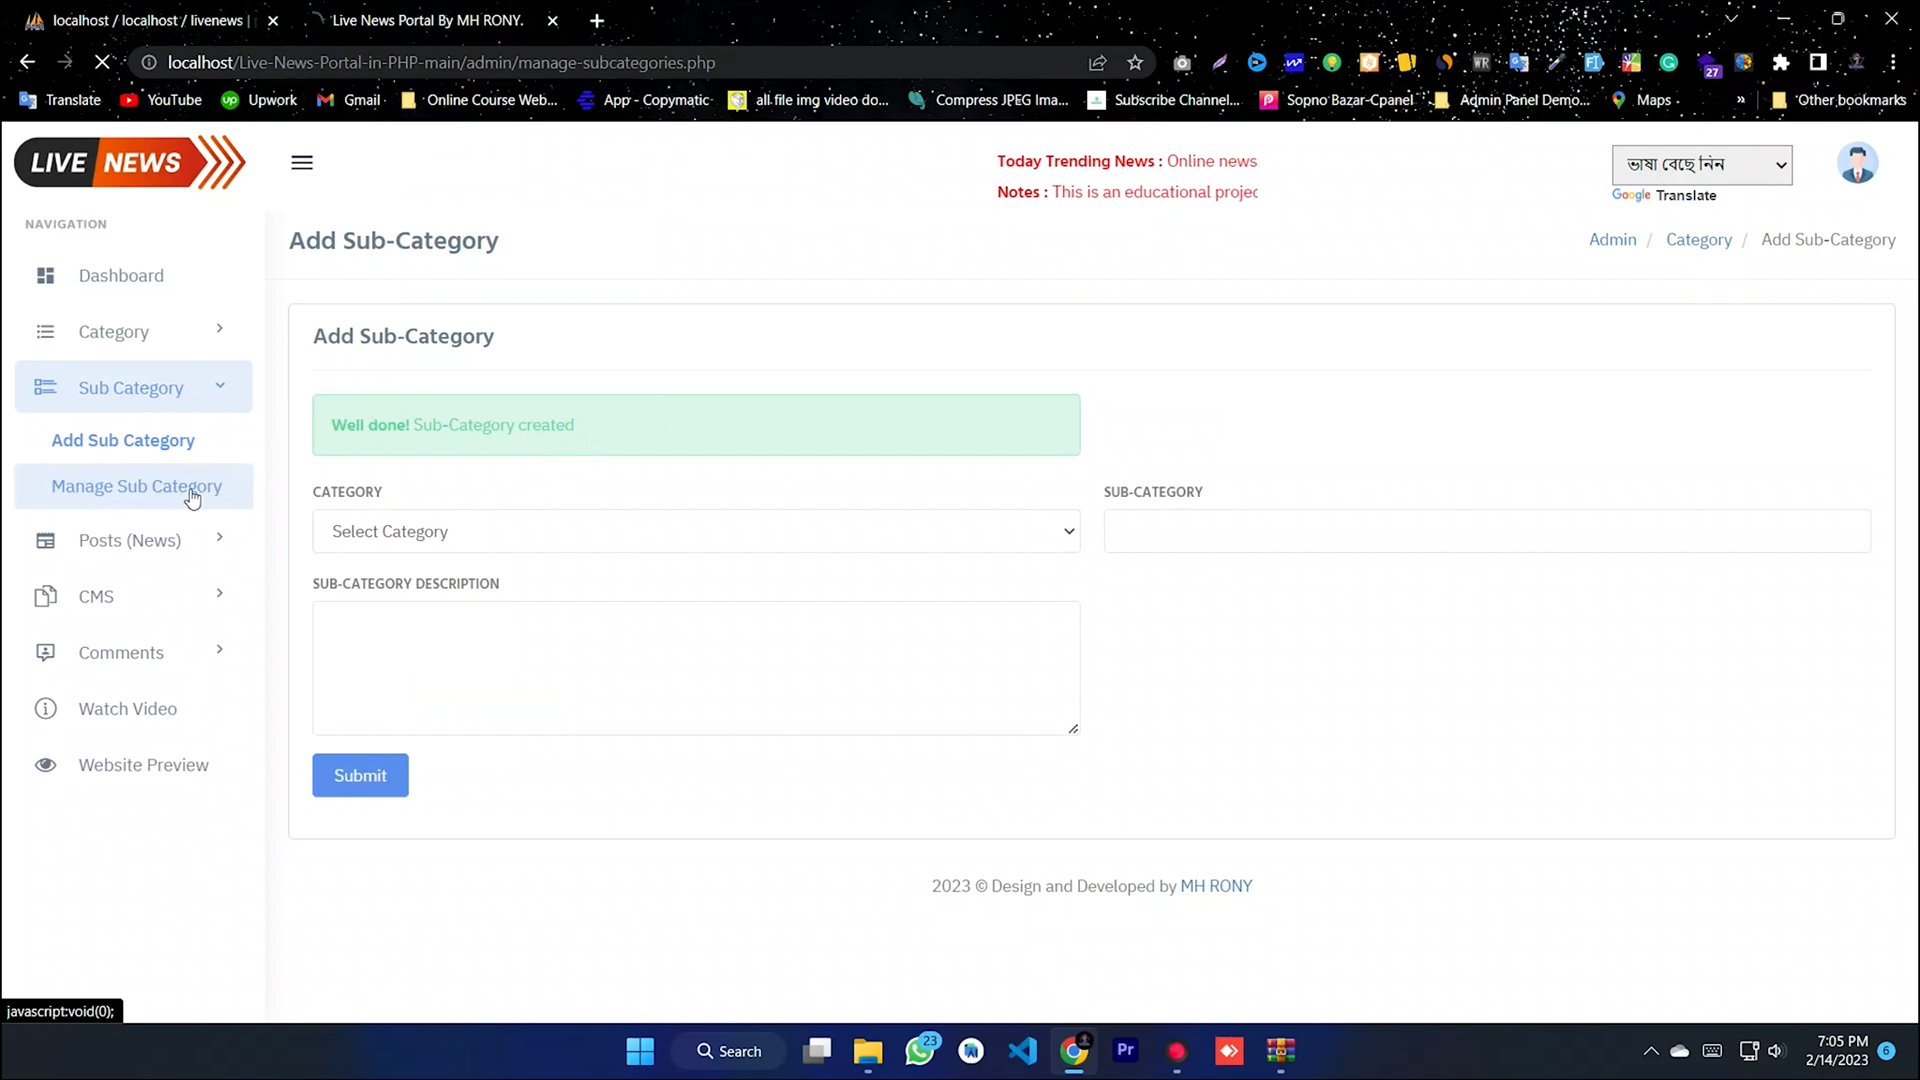 localhost / localhost / livenews |
Live News Portal By MH RONY.
localhost/Live-News-Portal-in-PHP-main/admin/manage-subcategories.php
27
Translate
YouTube
Upwork
Gmail
Online Course Web...
App - Copymatic
all file img video do...
Compress JPEG Ima...
Subscribe Channel...
Sopno Bazar-Cpanel
Admin Panel Demo...
Maps
»
Other bookmarks
LIVE NEWS
Today Trending News : Online news
Notes : This is an educational projec
ভাষা বেছে নিন
Google Translate
NAVIGATION
Dashboard
Category
Sub Category
Add Sub Category
Manage Sub Category
Posts (News)
CMS
Comments
Watch Video
Website Preview
Add Sub-Category
Admin / Category / Add Sub-Category
Add Sub-Category
Well done! Sub-Category created
CATEGORY
Select Category
SUB-CATEGORY
SUB-CATEGORY DESCRIPTION
Submit
2023 © Design and Developed by MH RONY
javascript:void(0);
Search
23
Pr
7:05 PM
2/14/2023
6